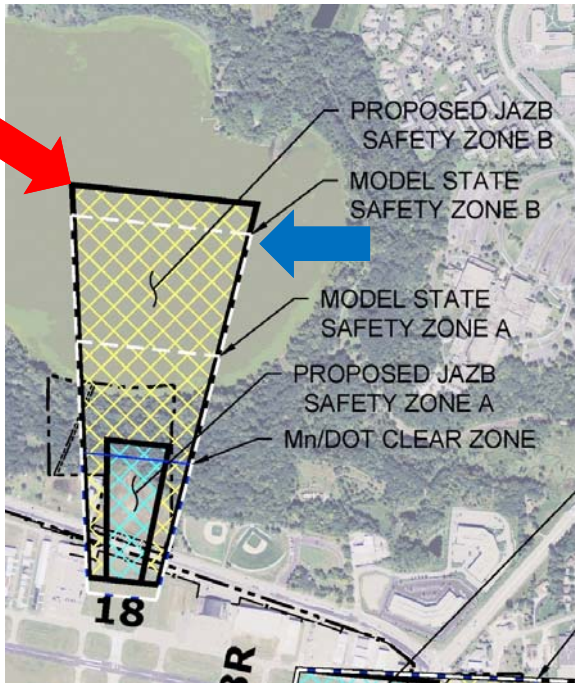 PROPOSED JAZB
SAFETY ZONE B
MODEL STATE
SAFETY ZONE B
MODEL STATE
SAFETY ZONE A
PROPOSED JAZB
SAFETY ZONE A
Mn/DOT CLEAR ZONE
18